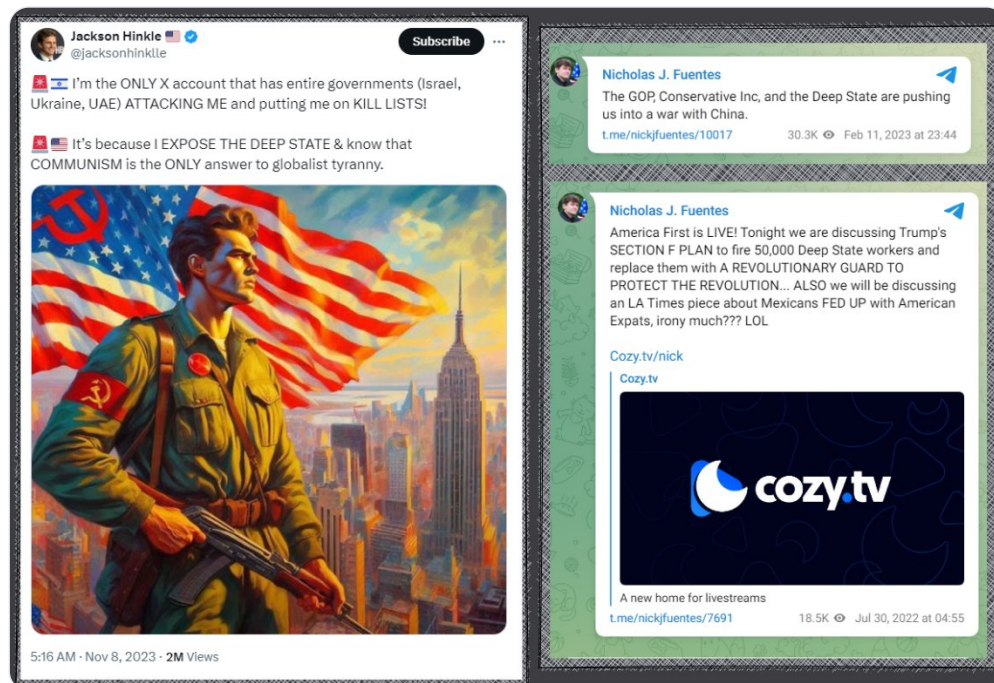 Jackson Hinkle 🇺🇸
@jacksonhinklle
Subscribe
🚨🇮🇱 I’m the ONLY X account that has entire governments (Israel,
Ukraine, UAE) ATTACKING ME and putting me on KILL LISTS!
🚨🇺🇸 It’s because I EXPOSE THE DEEP STATE & know that
COMMUNISM is the ONLY answer to globalist tyranny.
5:16 AM · Nov 8, 2023 · 2M Views
Nicholas J. Fuentes
The GOP, Conservative Inc, and the Deep State are pushing
us into a war with China.
t.me/nickjfuentes/10017 30.3K Feb 11, 2023 at 23:44
Nicholas J. Fuentes
America First is LIVE! Tonight we are discussing Trump's
SECTION F PLAN to fire 50,000 Deep State workers and
replace them with A REVOLUTIONARY GUARD TO
PROTECT THE REVOLUTION... ALSO we will be discussing
an LA Times piece about Mexicans FED UP with American
Expats, irony much??? LOL
Cozy.tv/nick
Cozy.tv
cozy.tv
A new home for livestreams
t.me/nickjfuentes/7691 18.5K Jul 30, 2022 at 04:55